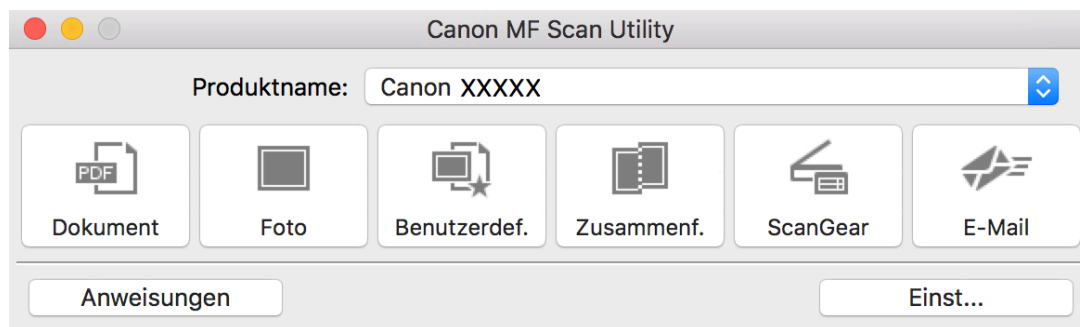 Canon MF Scan Utility
Produktname: Canon XXXXX
PDF
Dokument Foto Benutzerdef. Zusammenf. ScanGear E-Mail
Anweisungen Einst...